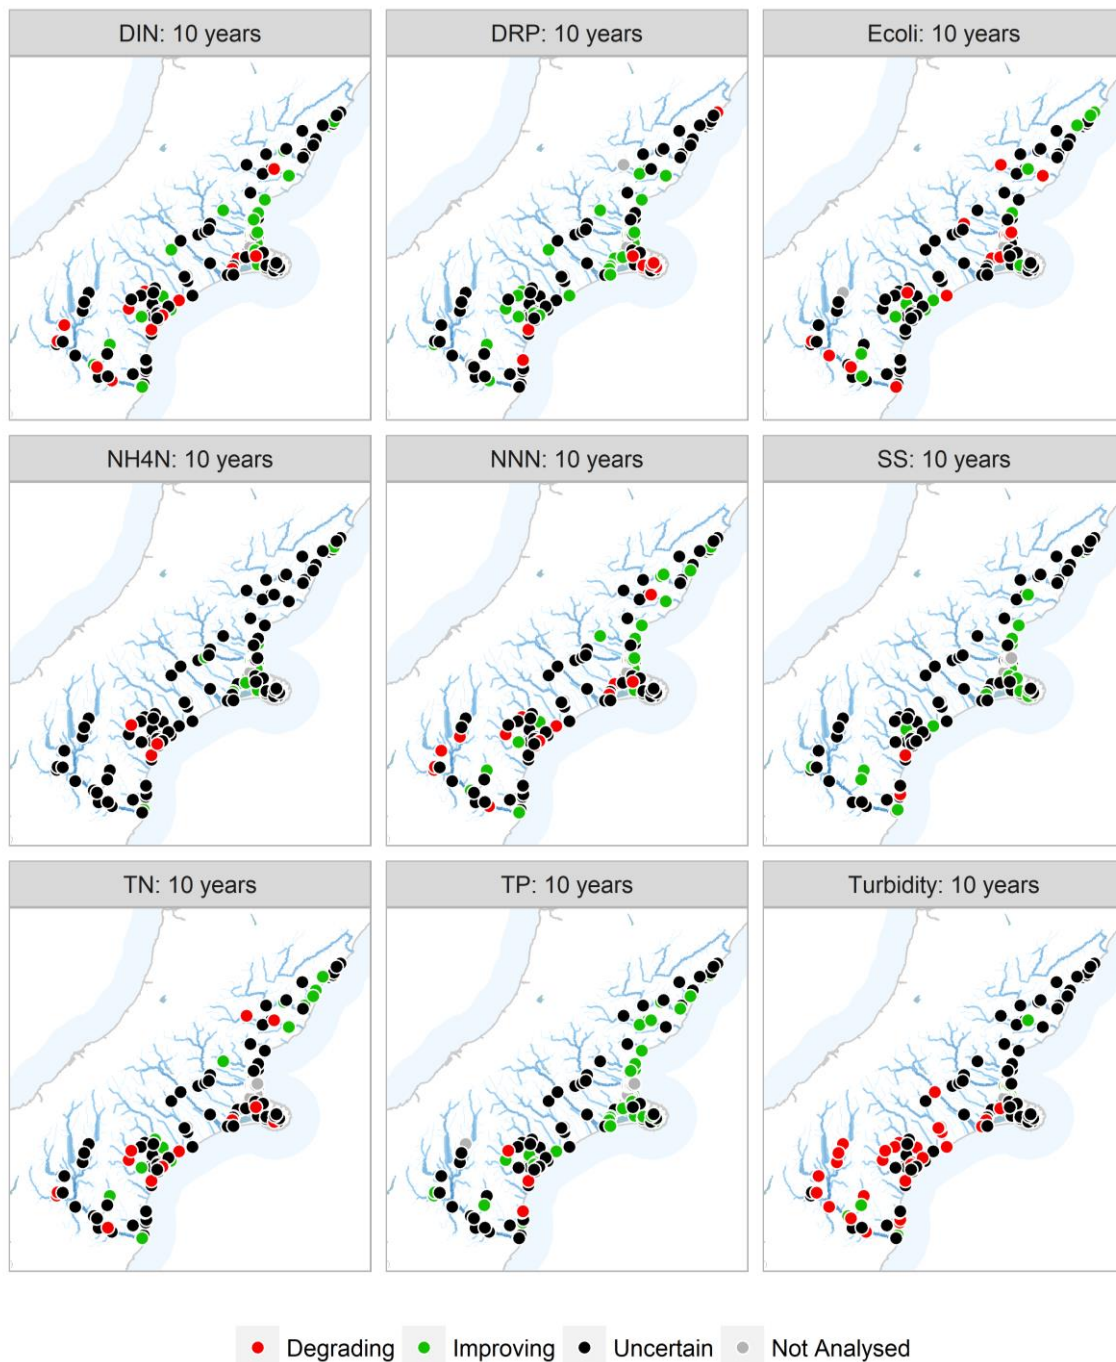 DIN: 10 years
DRP: 10 years
Ecoli: 10 years
NH4N: 10 years
NNN: 10 years
SS: 10 years
TN: 10 years
TP: 10 years
Turbidity: 10 years
Degrading Improving Uncertain Not Analysed